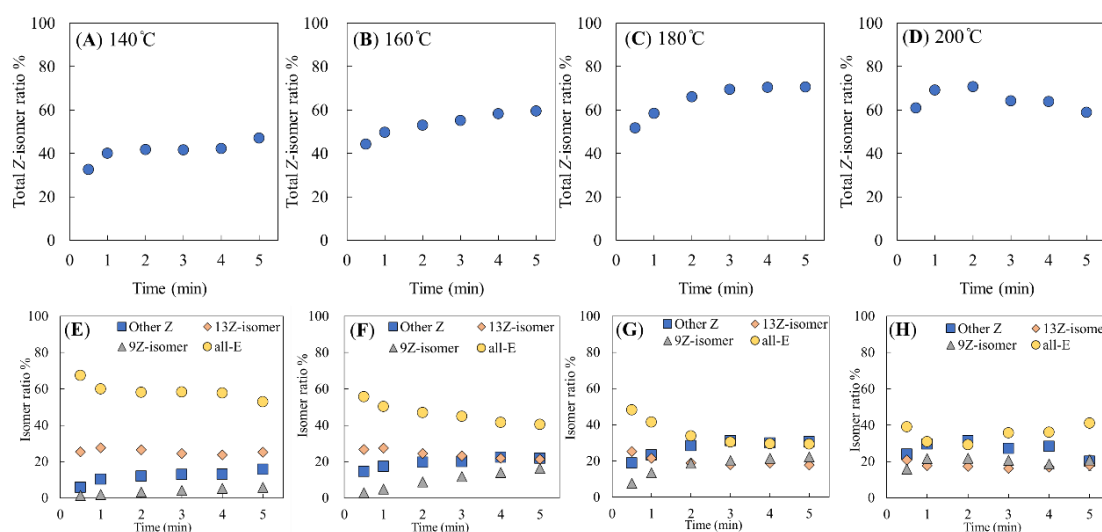 (A) 140℃
100
80
60
40
20
0
0 1 2 3 4 5
Total Z-isomer ratio %
Time (min)
(B) 160℃
100
80
60
40
20
0
0 1 2 3 4 5
Total Z-isomer ratio %
Time (min)
(C) 180℃
100
80
60
40
20
0
0 1 2 3 4 5
Total Z-isomer ratio %
Time (min)
(D) 200℃
100
80
60
40
20
0
0 1 2 3 4 5
Total Z-isomer ratio %
Time (min)
(E)
Other Z 13Z-isomer
9Z-isomer all-E
100
80
60
40
20
0
0 1 2 3 4 5
Isomer ratio %
Time (min)
(F)
Other Z 13Z-isomer
9Z-isomer all-E
100
80
60
40
20
0
0 1 2 3 4 5
Isomer ratio %
Time (min)
(G)
Other Z 13Z-isomer
9Z-isomer all-E
100
80
60
40
20
0
0 1 2 3 4 5
Isomer ratio %
Time (min)
(H)
Other Z 13Z-isomer
9Z-isomer all-E
100
80
60
40
20
0
0 1 2 3 4 5
Isomer ratio %
Time (min)